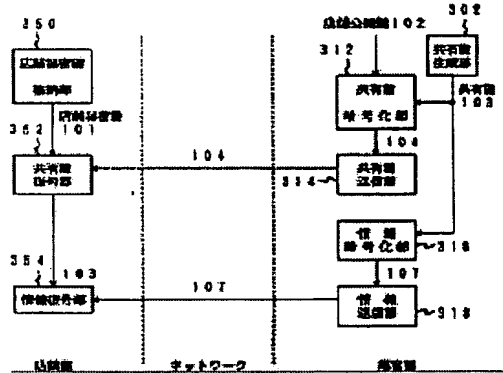 350
店舗公開鍵102
302
312
共有鍵
生成部
店舗秘密鍵
格納部
共有鍵
共有鍵
103
店舗秘密鍵
101
暗号化部
352
104
104
共有鍵
復号部
共有鍵
送信部
314
情報
暗号化部
316
354
103
107
107
情報復号部
情報
送信部
318
店舗側
ネットワーク
顧客側